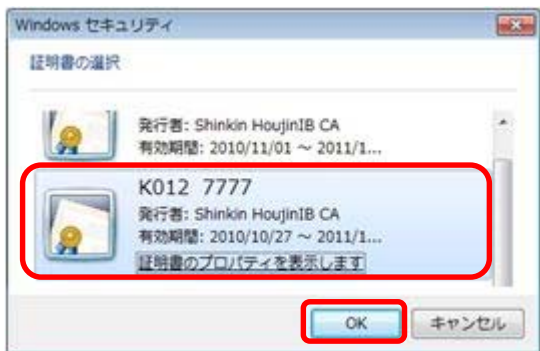 Windows セキュリティ
証明書の選択
発行者: Shinkin HoujinIB CA
有効期間: 2010/11/01 ～ 2011/1...
K012 7777
発行者: Shinkin HoujinIB CA
有効期間: 2010/10/27 ～ 2011/1...
証明書のプロパティを表示します
OK
キャンセル